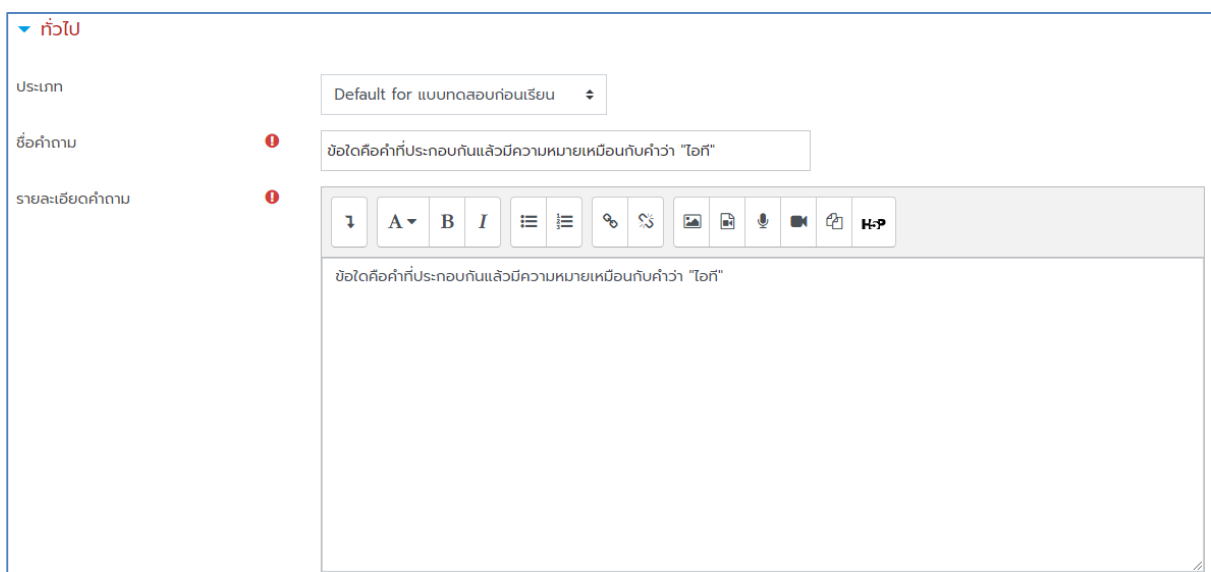 ทั่วไป
ประเภท
Default for แบบทดสอบก่อนเรียน
ชื่อคำถาม
ข้อใดคือคำที่ประกอบกันแล้วมีความหมายเหมือนกับคำว่า "ไอที"
รายละเอียดคำถาม
A B I H-P
ข้อใดคือคำที่ประกอบกันแล้วมีความหมายเหมือนกับคำว่า "ไอที"